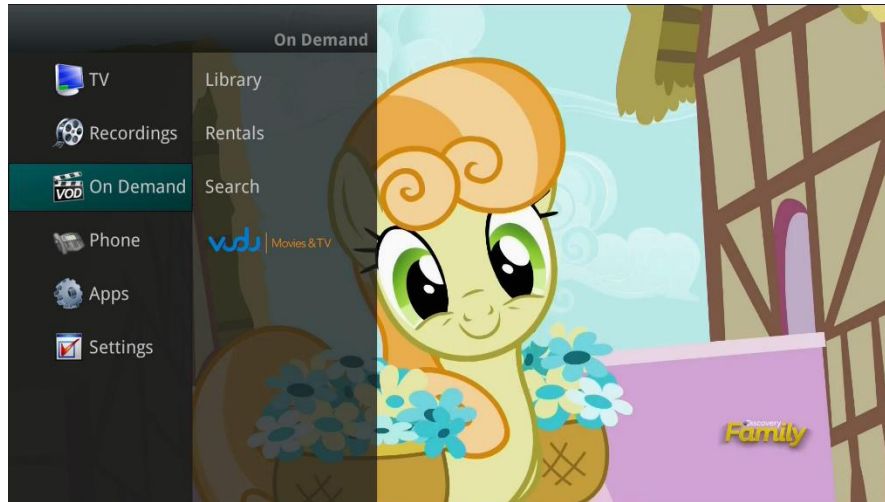 On Demand
TV
Recordings
VOD
On Demand
Phone
Apps
Settings
Library
Rentals
Search
vudu Movies & TV
Discovery
Family